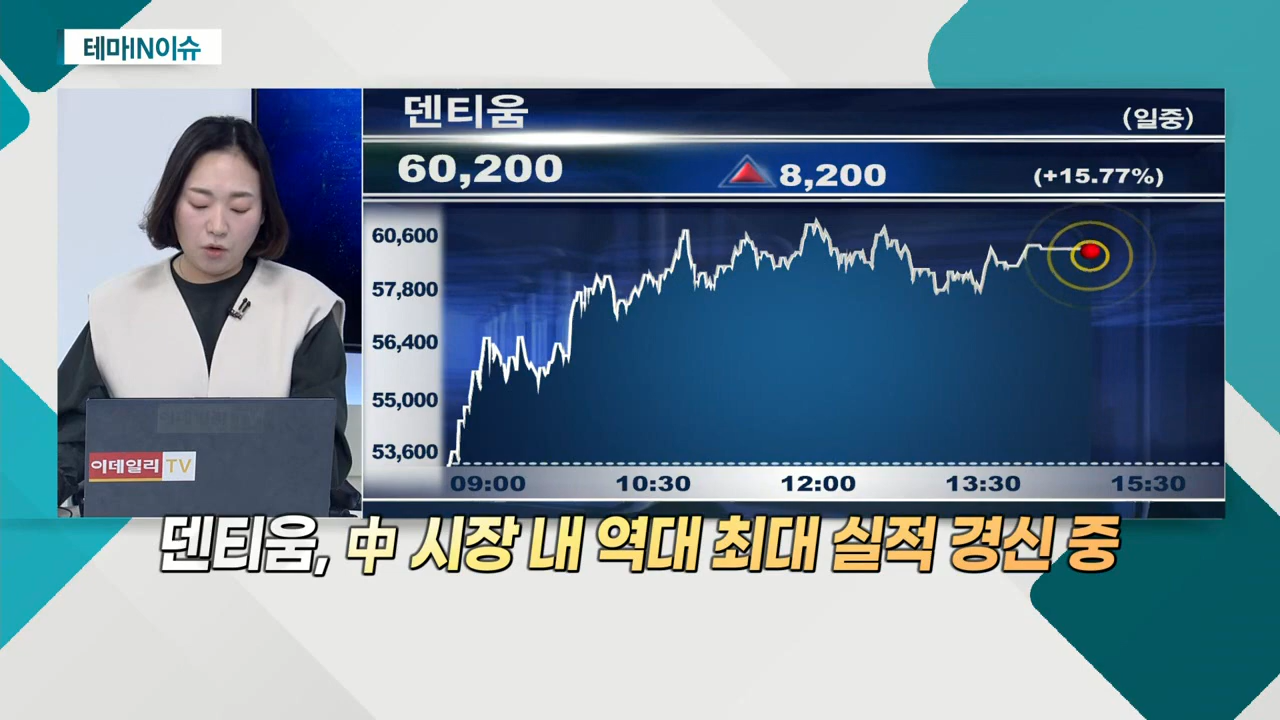 테마IN이슈
덴티움
(일중)
60,200
8,200
(+15.77%)
60,600
57,800
56,400
55,000
53,600
09:00 10:30 12:00 13:30 15:30
이데일리 TV
덴티움, 中 시장 내 역대 최대 실적 경신 중